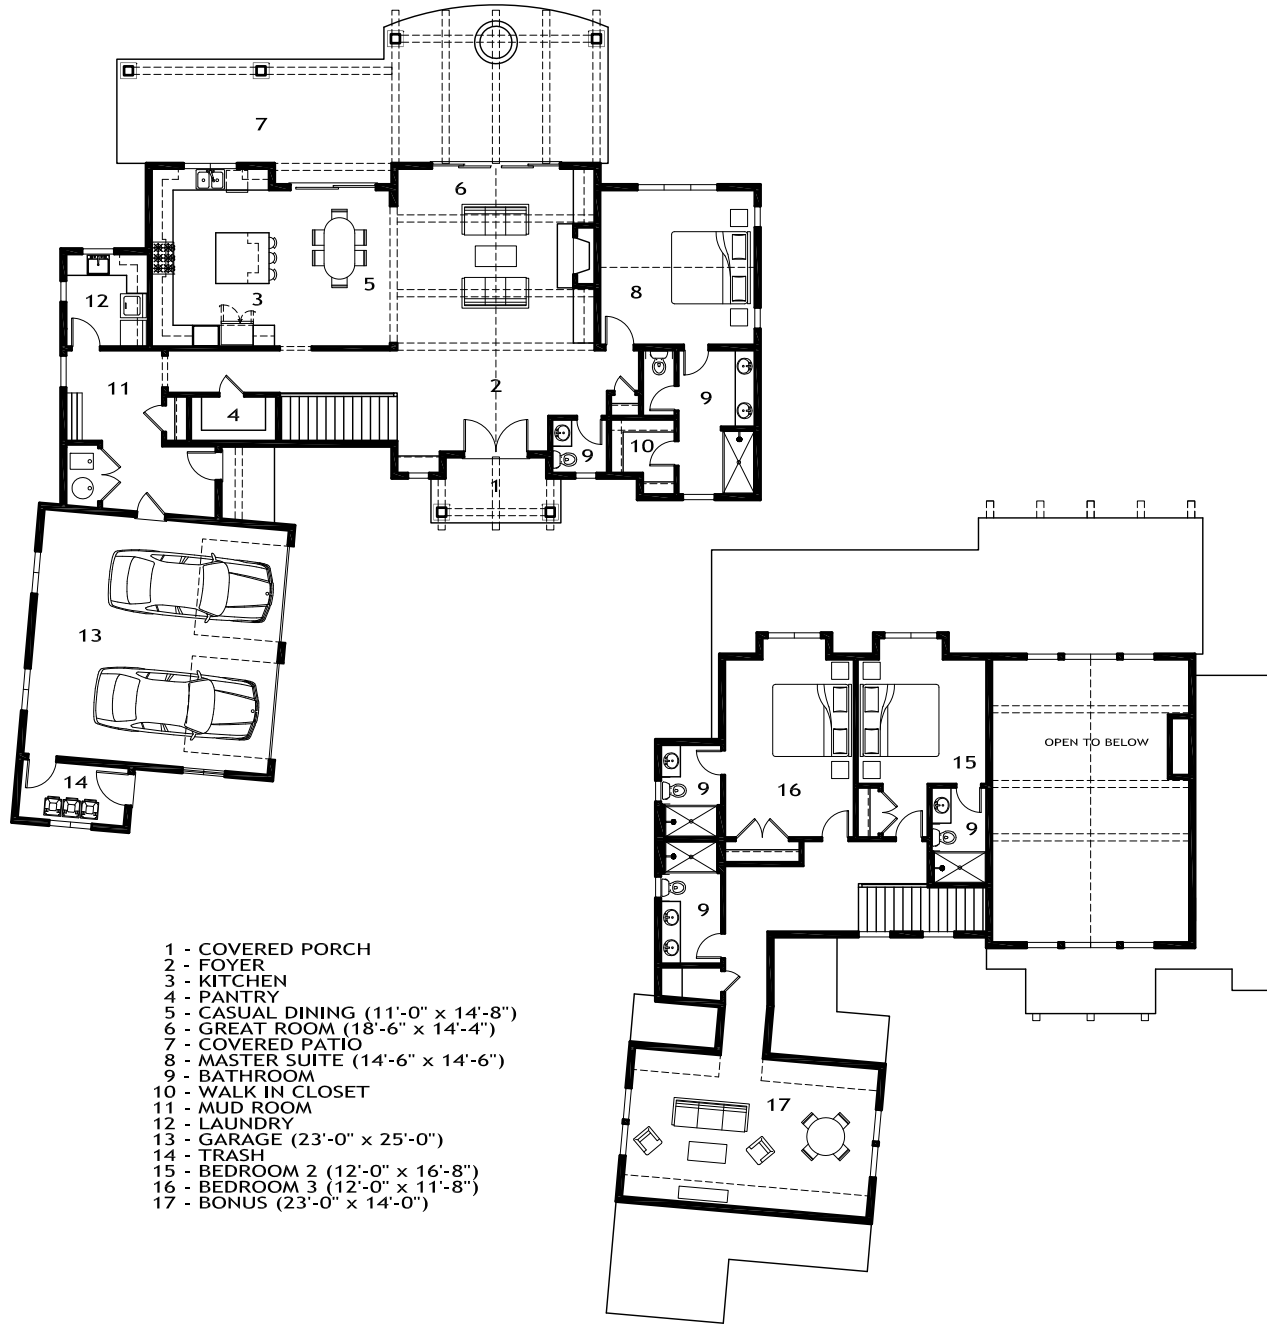 7
6
12
3
5
8
11
4
2
9
10
9
1
13
14
OPEN TO BELOW
15
16
9
9
9
17
1 - COVERED PORCH
2 - FOYER
3 - KITCHEN
4 - PANTRY
5 - CASUAL DINING (11'-0" x 14'-8")
6 - GREAT ROOM (18'-6" x 14'-4")
7 - COVERED PATIO
8 - MASTER SUITE (14'-6" x 14'-6")
9 - BATHROOM
10 - WALK IN CLOSET
11 - MUD ROOM
12 - LAUNDRY
13 - GARAGE (23'-0" x 25'-0")
14 - TRASH
15 - BEDROOM 2 (12'-0" x 16'-8")
16 - BEDROOM 3 (12'-0" x 11'-8")
17 - BONUS (23'-0" x 14'-0")